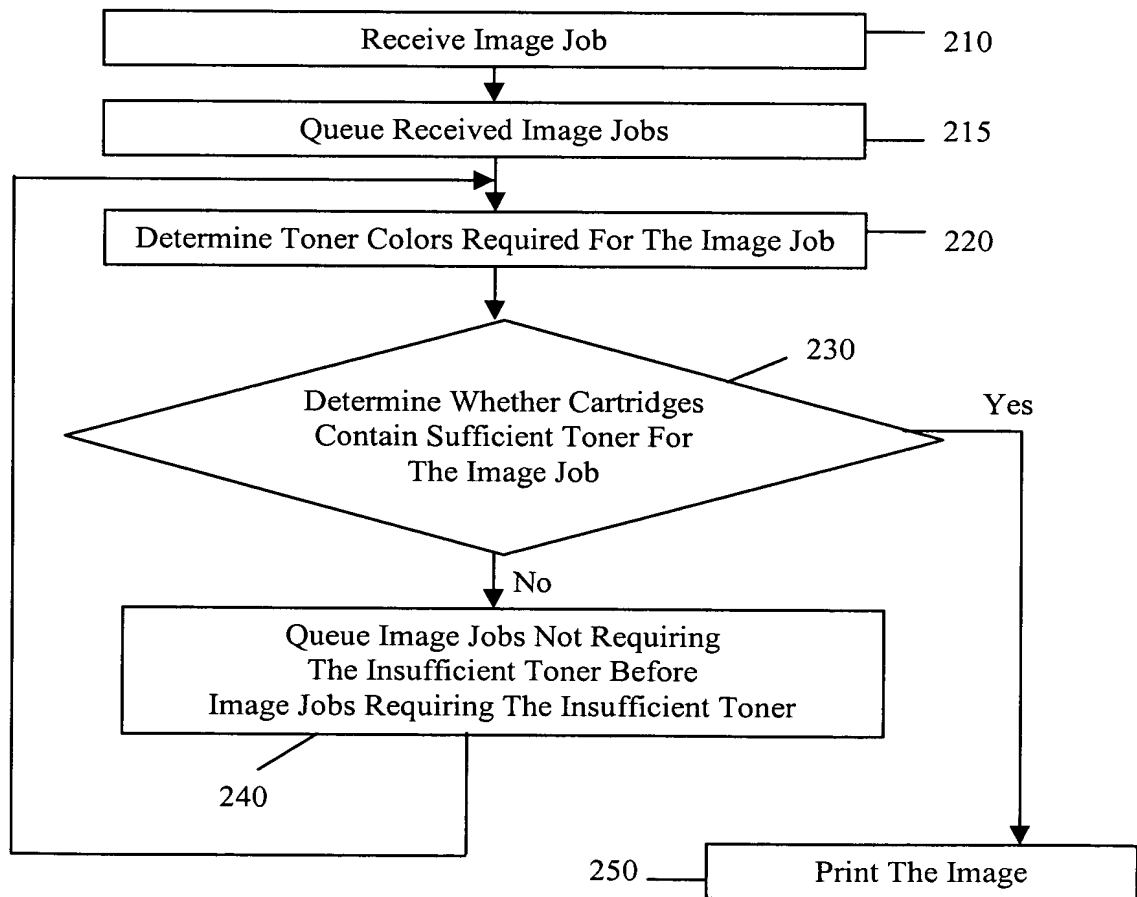 Receive Image Job
210
Queue Received Image Jobs
215
Determine Toner Colors Required For The Image Job
220
230
Determine Whether Cartridges
Contain Sufficient Toner For
The Image Job
Yes
No
Queue Image Jobs Not Requiring
The Insufficient Toner Before
Image Jobs Requiring The Insufficient Toner
240
250
Print The Image